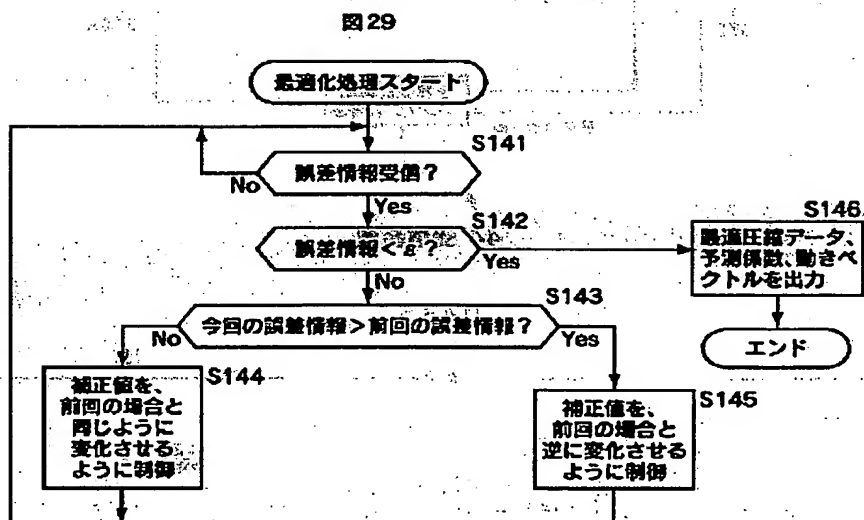 図29
最適化処理スタート
S141
誤差情報受信?
No
Yes
S142
誤差情報<ε?
Yes
No
S146
最適圧縮データ、
予測係数、動きベ
クトルを出力
エンド
S143
今回の誤差情報>前回の誤差情報?
No
Yes
S144
補正値を、
前回の場合と
同じように
変化させる
ように制御
S145
補正値を、
前回の場合と
逆に変化させる
ように制御